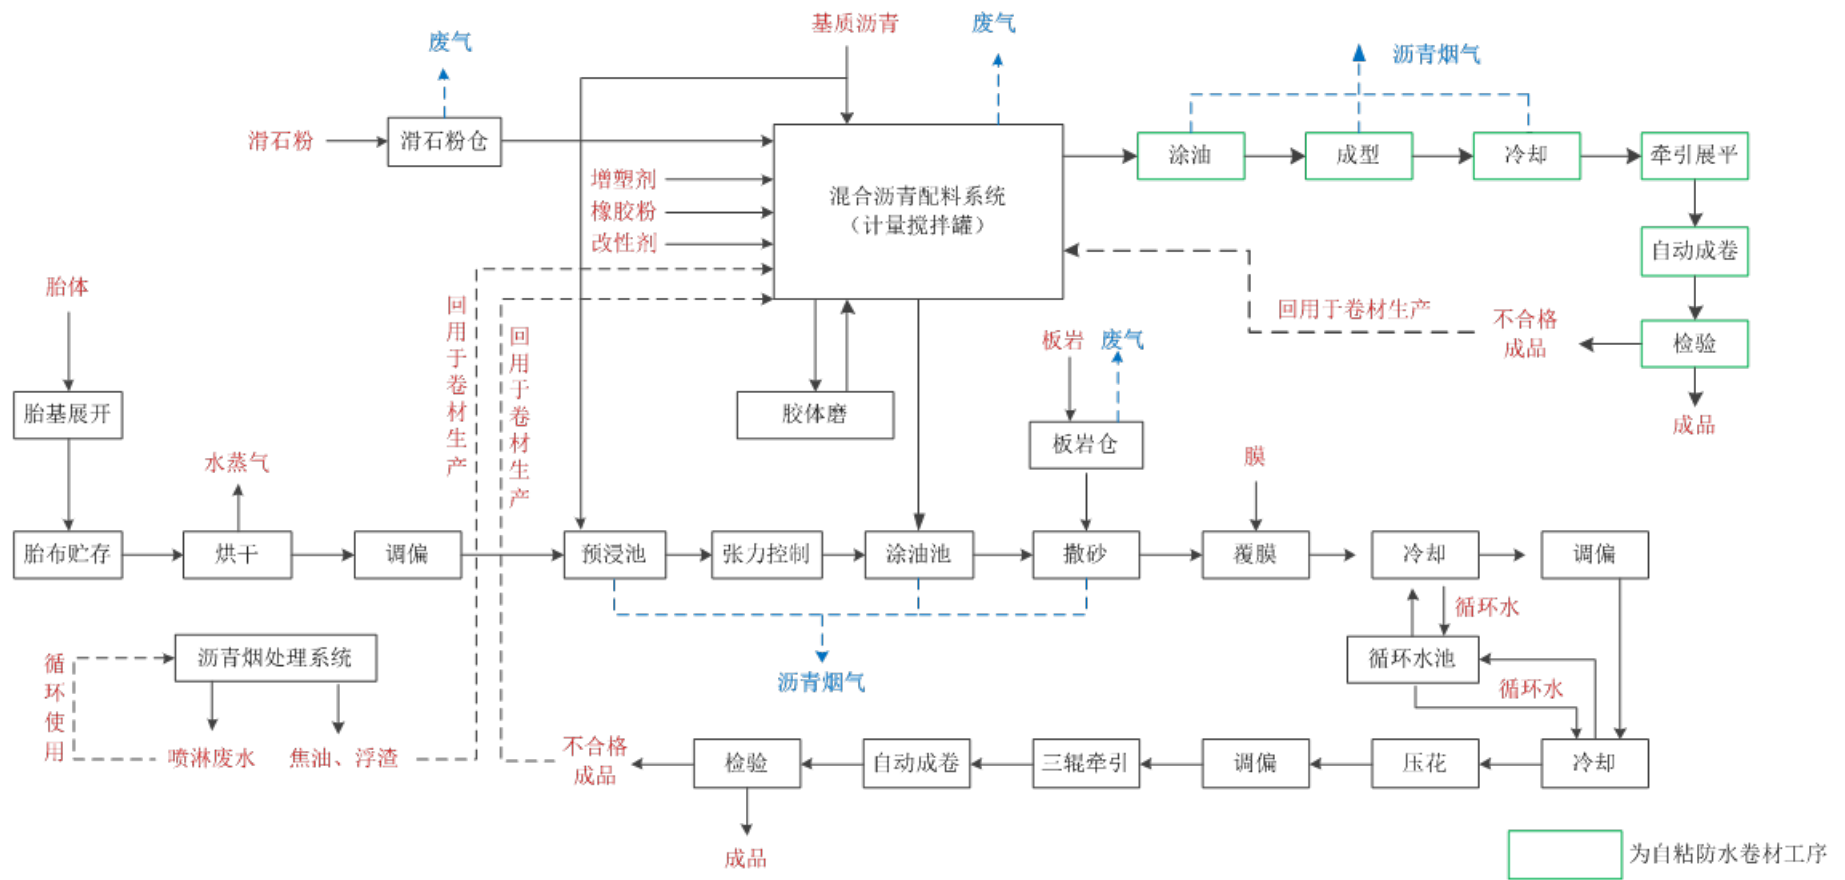 基质沥青
废气
废气
沥青烟气
滑石粉
滑石粉仓
涂油
成型
冷却
牵引展平
增塑剂
橡胶粉
改性剂
混合沥青配料系统
（计量搅拌罐）
自动成卷
胎体
回用于卷材生产
回用于卷材生产
回用于卷材生产
不合格
成品
检验
板岩
废气
胎基展开
胶体磨
板岩仓
成品
水蒸气
膜
胎布贮存
烘干
调偏
预浸池
张力控制
涂油池
撒砂
覆膜
冷却
调偏
循环水
循环使用
沥青烟处理系统
沥青烟气
循环水池
循环水
喷淋废水
焦油、浮渣
不合格
成品
检验
自动成卷
三辊牵引
调偏
压花
冷却
成品
为自粘防水卷材工序